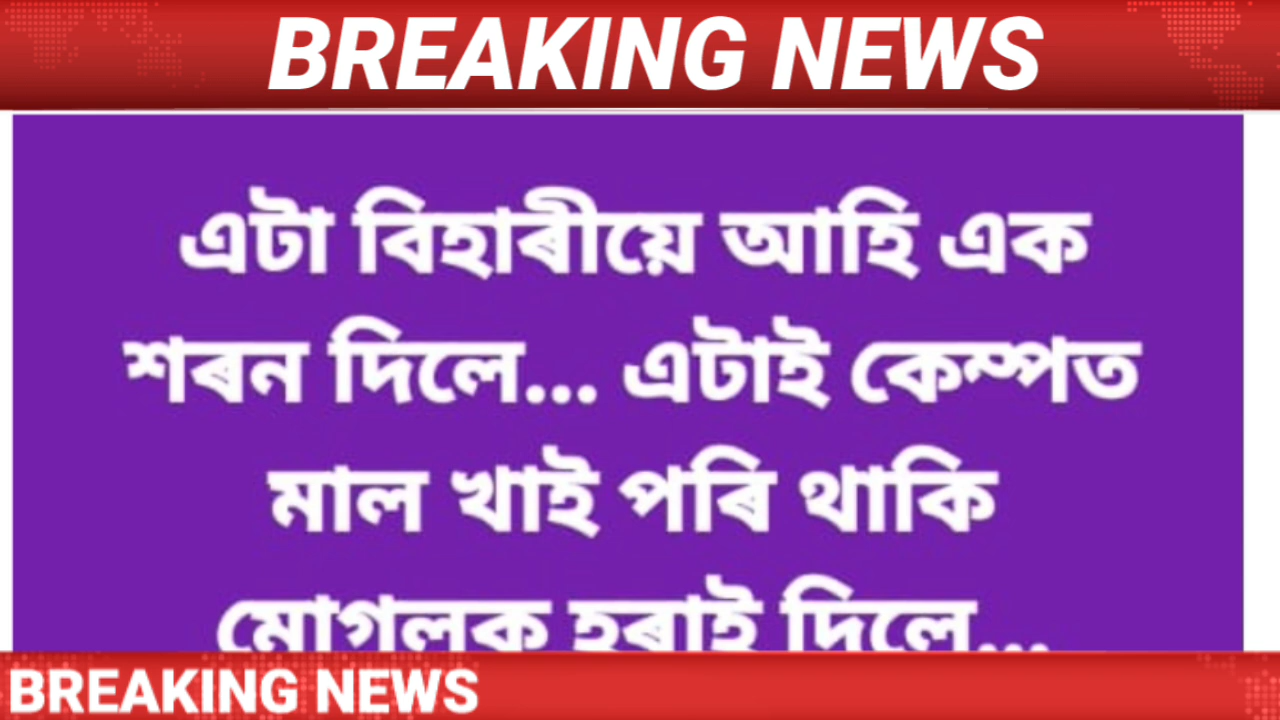 BREAKING NEWS
এটা বিহাৰীয়ে আহি এক
শৰন দিলে... এটাই কেম্পত
মাল খাই পৰি থাকি
মোগলক হৰাই দিলে...
BREAKING NEWS